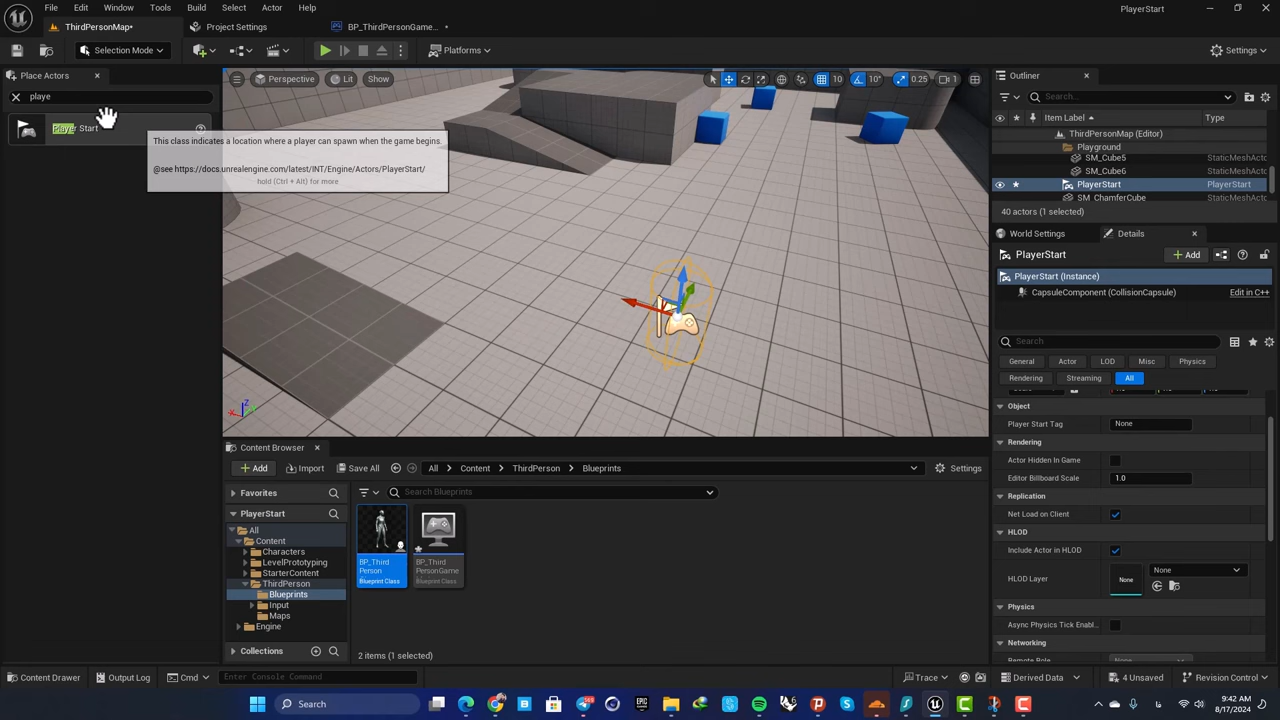 File Edit Window Tools Build Select Actor Help
PlayerStart
ThirdPersonMap•
Project Settings
BP_ThirdPersonGame...
Selection Mode
Platforms
Settings
Place Actors
playe
Player Start
This class indicates a location where a player can spawn when the game begins.
@see https://docs.unrealengine.com/latest/INT/Engine/Actors/PlayerStart/
hold (Ctrl + Alt) for more
Perspective
Lit
Show
10
10°
0.25
1
Outliner
Search...
Item Label
Type
ThirdPersonMap (Editor)
Playground
SM_Cube5 StaticMeshActo
SM_Cube6 StaticMeshActo
PlayerStart PlayerStart
SM_ChamferCube StaticMeshActo
40 actors (1 selected)
World Settings
Details
PlayerStart
Add
PlayerStart (Instance)
CapsuleComponent (CollisionCapsule) Edit in C++
Search
General Actor LOD Misc Physics
Rendering Streaming All
Object
Player Start Tag None
Rendering
Actor Hidden In Game
Editor Billboard Scale 1.0
Replication
Net Load on Client
HLOD
Include Actor in HLOD
HLOD Layer None None
Physics
Async Physics Tick Enabl...
Networking
Remote Role
X
Z
Content Browser
Add
Import
Save All
All
Content
ThirdPerson
Blueprints
Settings
Favorites
PlayerStart
All
Content
Characters
LevelPrototyping
StarterContent
ThirdPerson
Blueprints
Input
Maps
Engine
Collections
Search Blueprints
BP_Third
Person
Blueprint Class
BP_Third
PersonGame
Blueprint Class
2 items (1 selected)
Content Drawer
Output Log
Cmd
Enter Console Command
Trace
Derived Data
4 Unsaved
Revision Control
Search
9:42 AM
8/17/2024